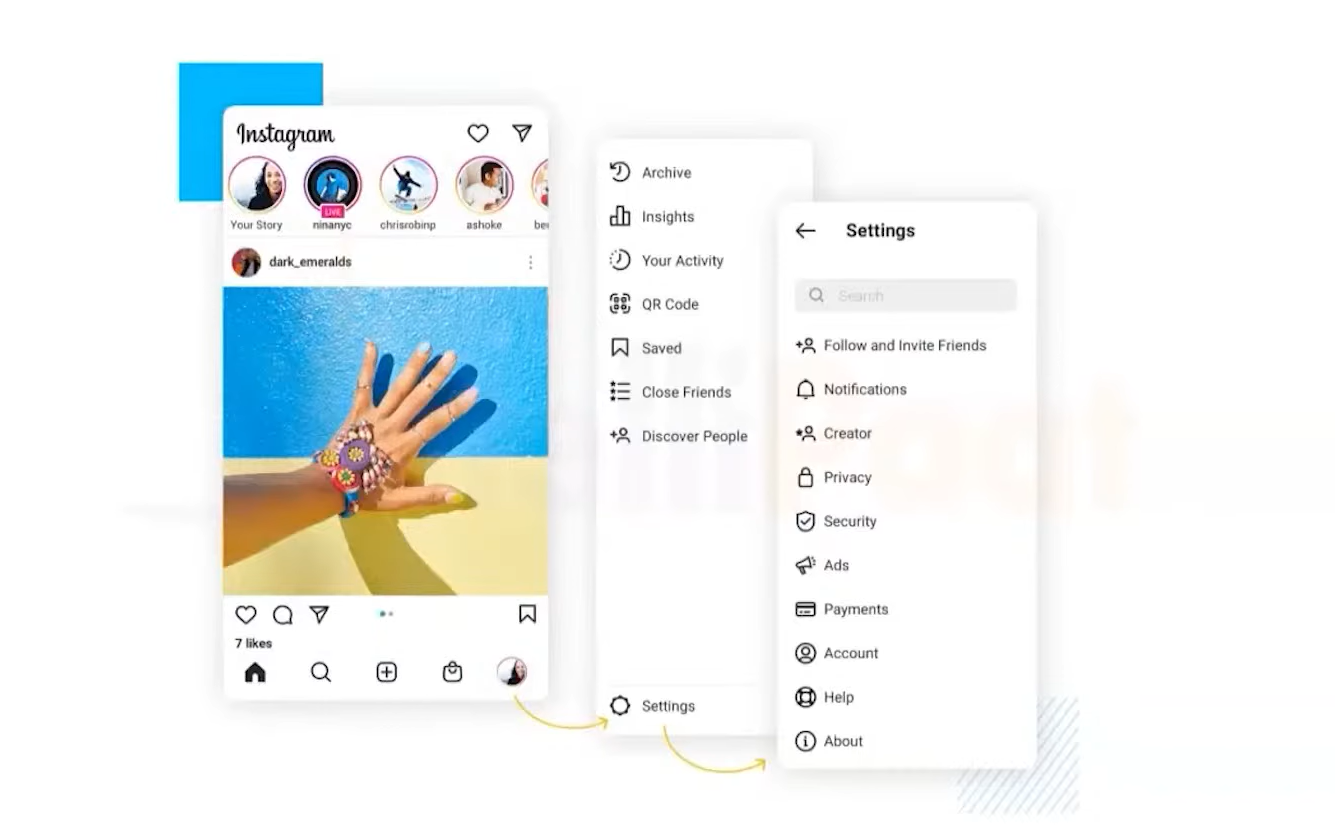 Instagram
Your Story
LIVE
ninanyc
chrisrobinp
ashoke
dark_emeralds
7 likes
Archive
Insights
Your Activity
QR Code
Saved
Close Friends
Discover People
Settings
Settings
Search
Follow and Invite Friends
Notifications
Creator
Privacy
Security
Ads
Payments
Account
Help
About